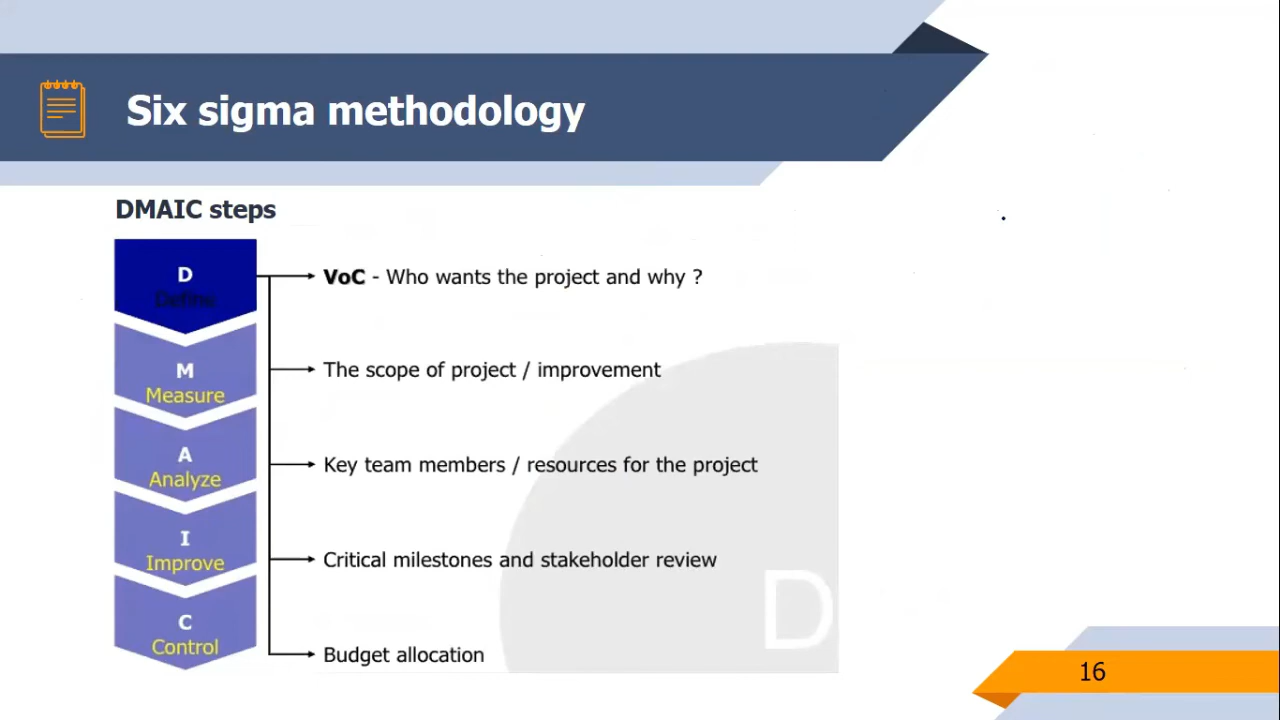 Six sigma methodology
DMAIC steps
D
Define
VoC - Who wants the project and why ?
M
Measure
The scope of project / improvement
A
Analyze
Key team members / resources for the project
I
Improve
Critical milestones and stakeholder review
C
Control
Budget allocation
D
16